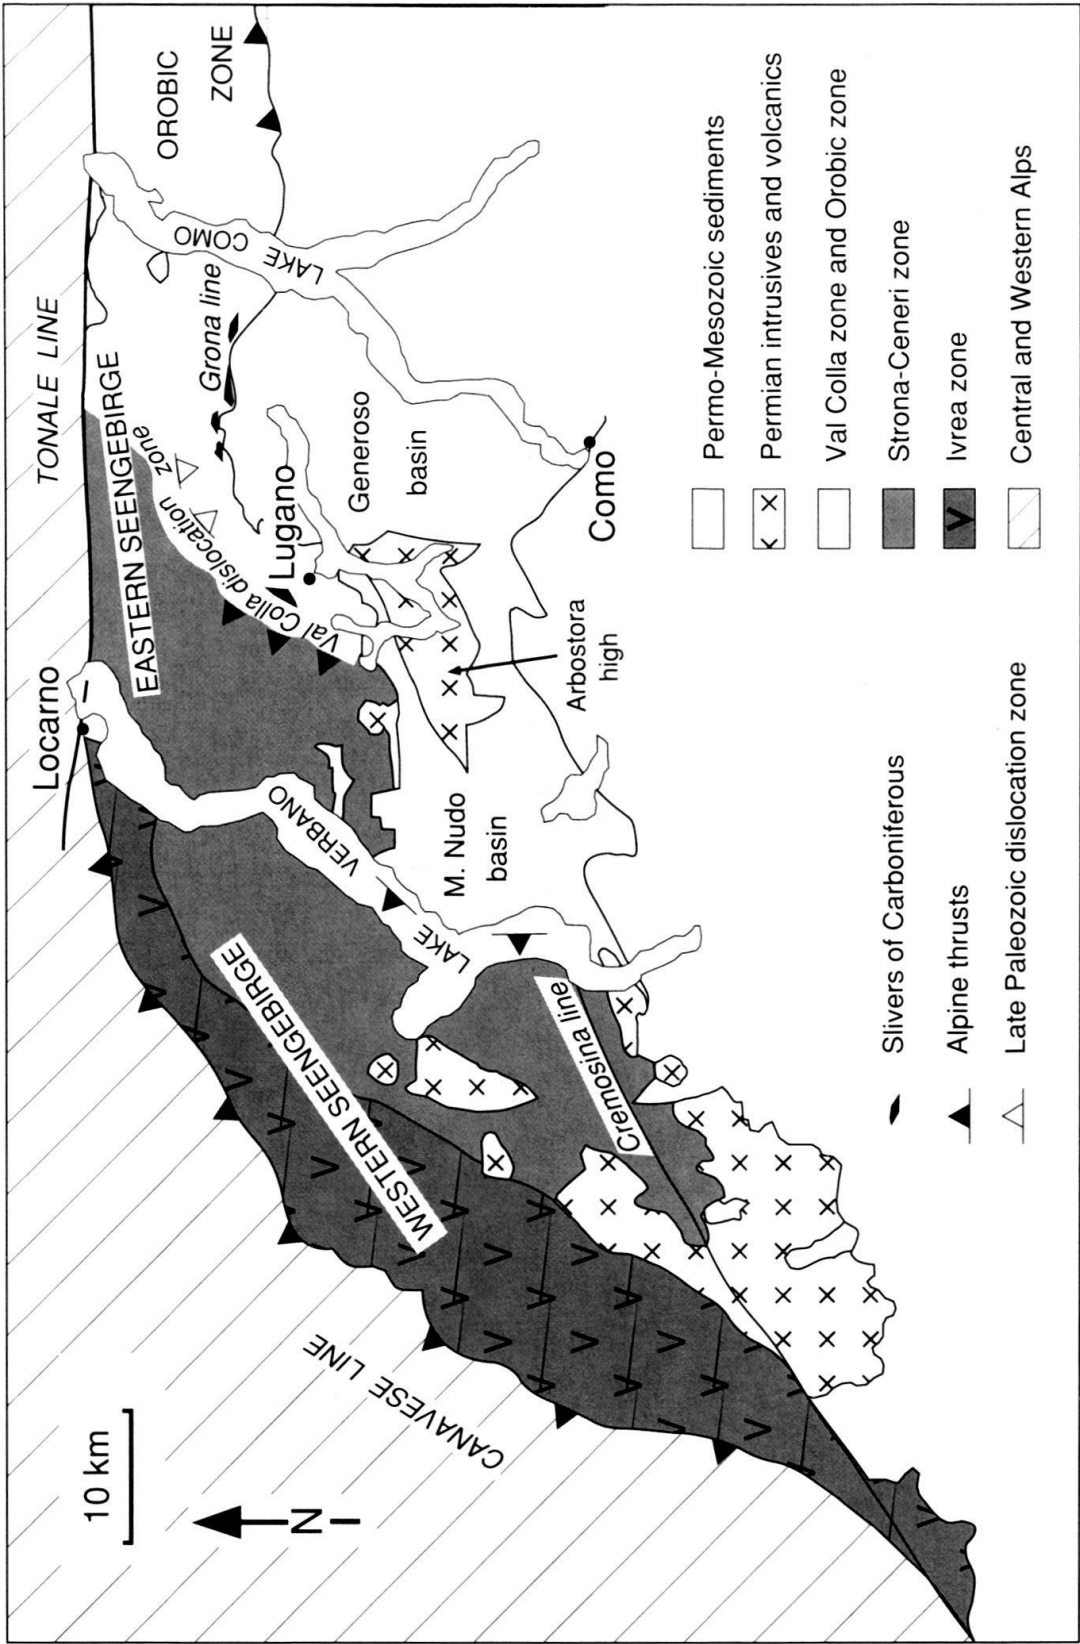 TONALE LINE
Locarno
EASTERN SEENGEBIRGE
OROBIC
ZONE
LAKE COMO
Grona line
Val Colla dislocation zone
Lugano
Generoso
basin
Como
Arbostora
high
M. Nudo
basin
LAKE VERBANO
WESTERN SEENGEBIRGE
Cremosina line
CANAVESE LINE
10 km
N
Slivers of Carboniferous
Alpine thrusts
Late Paleozoic dislocation zone
Permo-Mesozoic sediments
Permian intrusives and volcanics
Val Colla zone and Orobic zone
Strona-Ceneri zone
Ivrea zone
Central and Western Alps